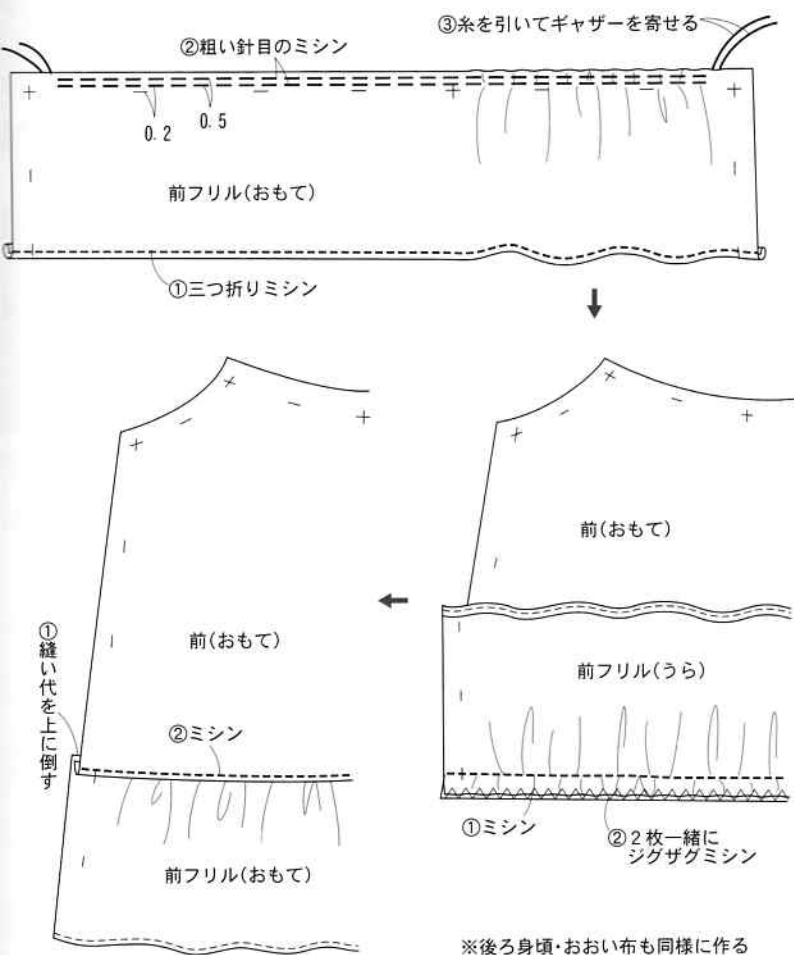 ③糸を引いてギャザーを寄せる
②粗い針目のミシン
0.2
0.5
前フリル(おもて)
①三つ折りミシン
前(おもて)
前フリル(うら)
①ミシン
②2枚一緒に
ジグザグミシン
前(おもて)
①縫い代を上に倒す
②ミシン
前フリル(おもて)
※後ろ身頃・おおい布も同様に作る